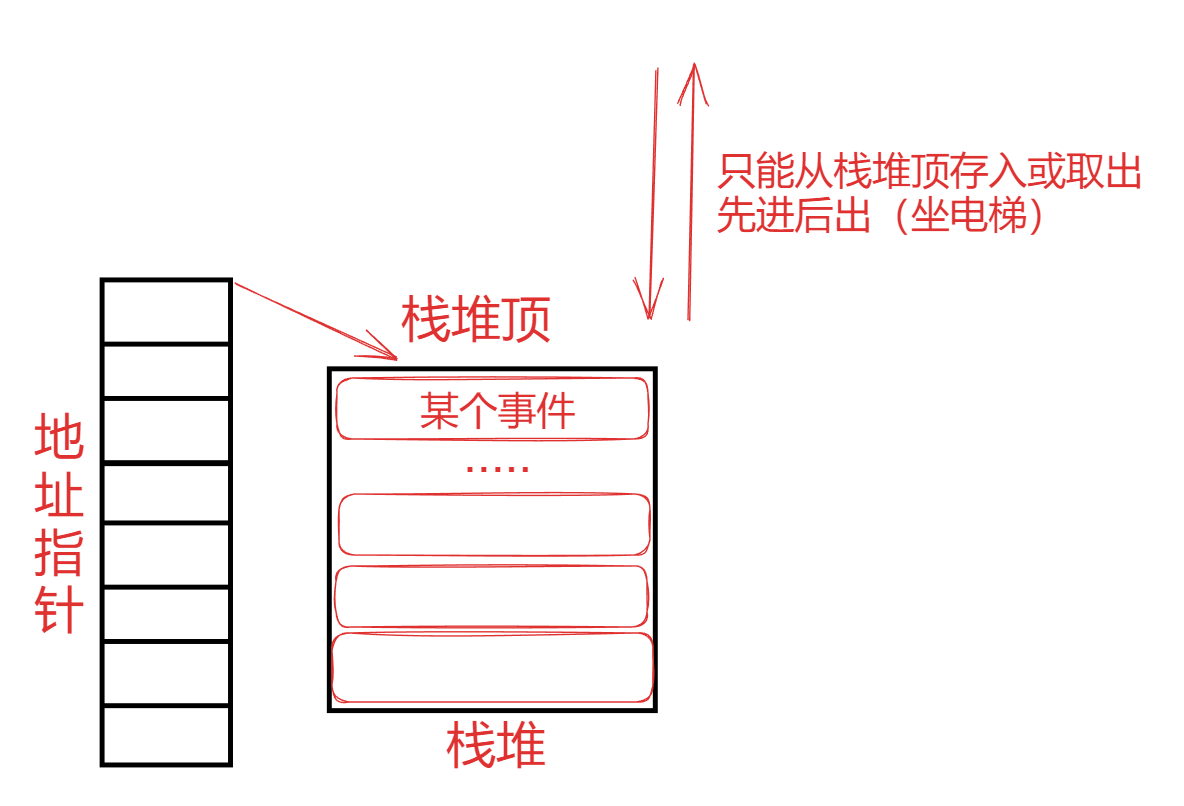 只能从栈堆顶存入或取出
先进后出（坐电梯）
栈堆顶
某个事件
.....
地址指针
栈堆